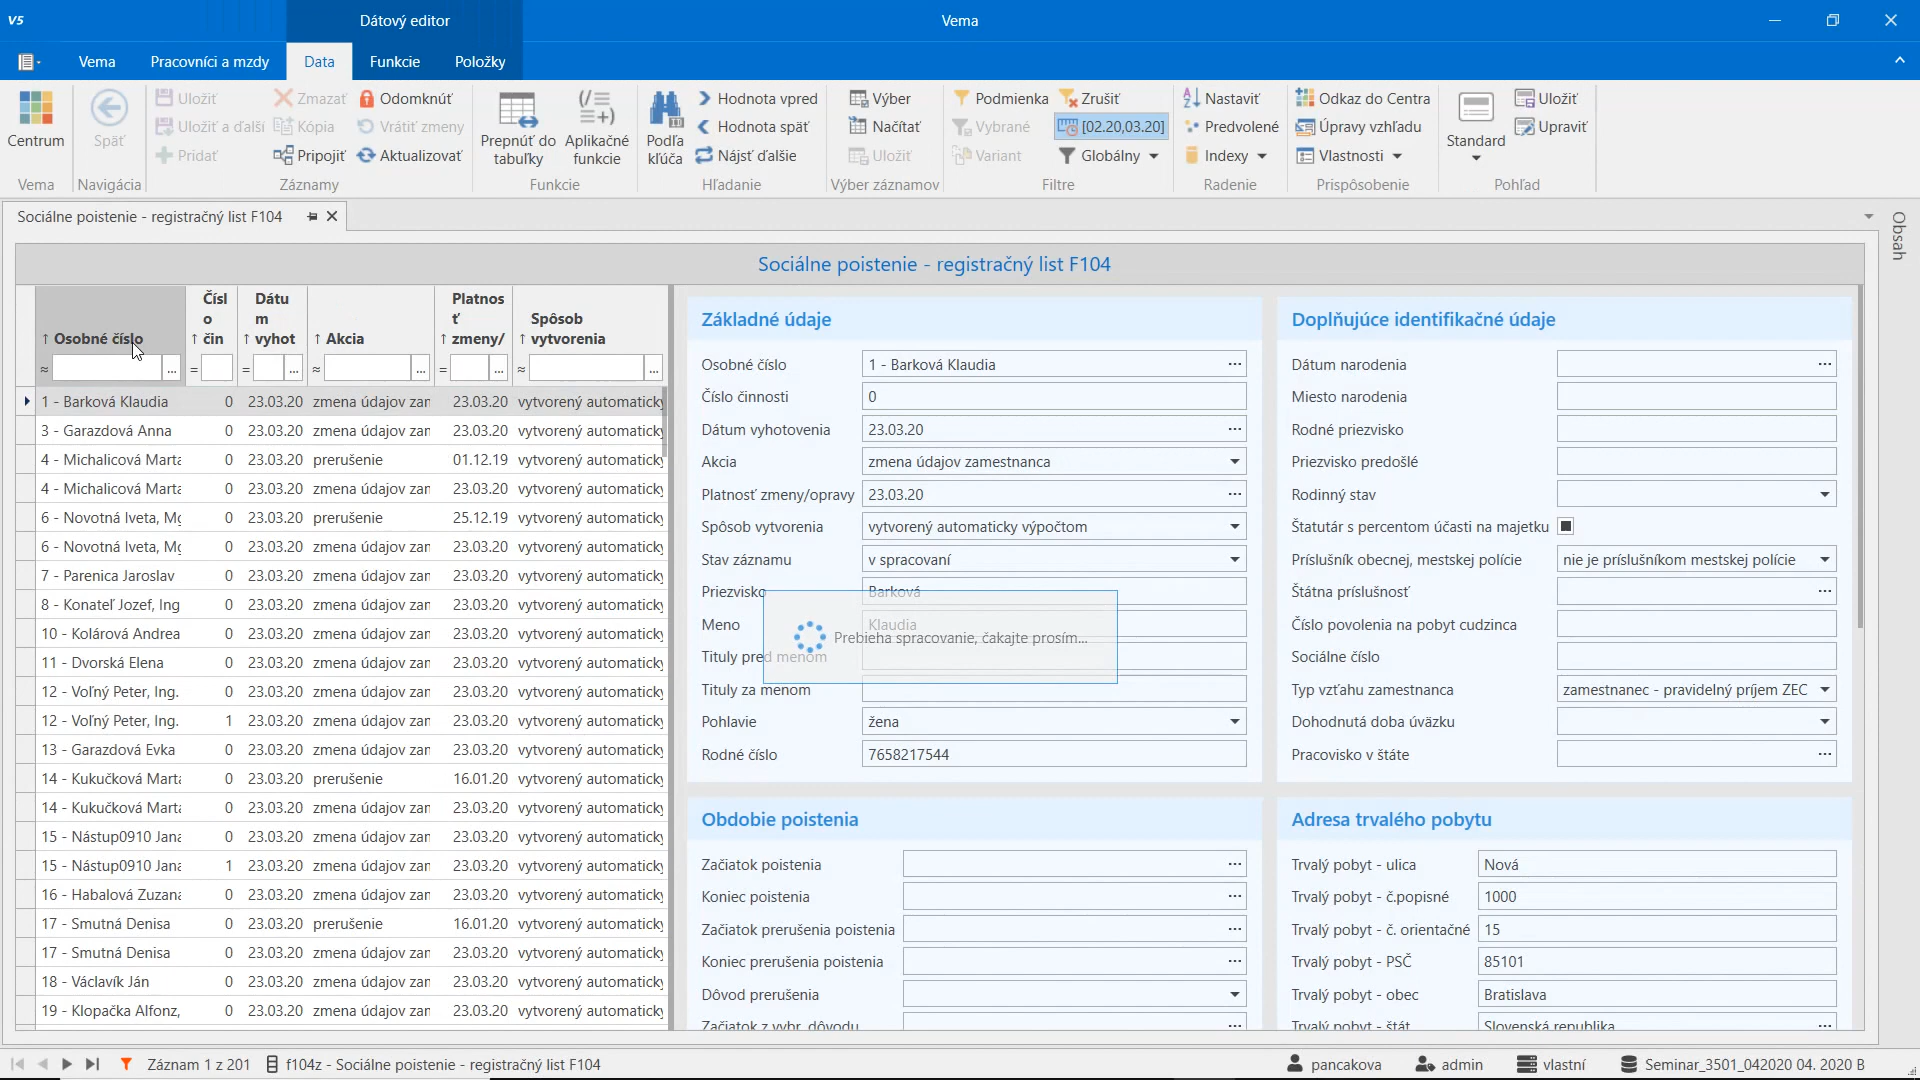 V5
Dátový editor
Vema
Vema
Pracovníci a mzdy
Data
Funkcie
Položky
Centrum
Vema
Späť
Navigácia
Uložiť
Uložiť a ďalší
Pridať
Zmazať
Kópia
Pripojiť
Odomknúť
Vrátiť zmeny
Aktualizovať
Záznamy
Prepnúť do tabuľky
Aplikačné funkcie
Funkcie
Podľa kľúča
Hodnota vpred
Hodnota späť
Nájsť ďalšie
Hľadanie
Výber
Načítať
Uložiť
Výber záznamov
Podmienka
Vybrané
Variant
Zrušiť
[02.20,03.20]
Globálny
Filtre
Nastaviť
Predvolené
Indexy
Radenie
Odkaz do Centra
Úpravy vzhľadu
Vlastnosti
Prispôsobenie
Standard
Uložiť
Upraviť
Pohľad
Sociálne poistenie - registračný list F104
Obsah
Sociálne poistenie - registračný list F104
↑ Osobné číslo
Čísl
o
↑ čin
Dátu
m
↑ vyhot
↑ Akcia
Platnos
ť
↑ zmeny/
Spôsob
↑ vytvorenia
≈ ... = = ... ≈ ... = ... ≈ ...
1 - Barková Klaudia 0 23.03.20 zmena údajov zan 23.03.20 vytvorený automaticky
3 - Garazdová Anna 0 23.03.20 zmena údajov zan 23.03.20 vytvorený automaticky
4 - Michalicová Marta 0 23.03.20 prerušenie 01.12.19 vytvorený automaticky
4 - Michalicová Marta 0 23.03.20 zmena údajov zan 23.03.20 vytvorený automaticky
6 - Novotná Iveta, Mg 0 23.03.20 prerušenie 25.12.19 vytvorený automaticky
6 - Novotná Iveta, Mg 0 23.03.20 zmena údajov zan 23.03.20 vytvorený automaticky
7 - Parenica Jaroslav 0 23.03.20 zmena údajov zan 23.03.20 vytvorený automaticky
8 - Konateľ Jozef, Ing 0 23.03.20 zmena údajov zan 23.03.20 vytvorený automaticky
10 - Kolárová Andrea 0 23.03.20 zmena údajov zan 23.03.20 vytvorený automaticky
11 - Dvorská Elena 0 23.03.20 zmena údajov zan 23.03.20 vytvorený automaticky
12 - Voľný Peter, Ing. 0 23.03.20 zmena údajov zan 23.03.20 vytvorený automaticky
12 - Voľný Peter, Ing. 1 23.03.20 zmena údajov zan 23.03.20 vytvorený automaticky
13 - Garazdová Evka 0 23.03.20 zmena údajov zan 23.03.20 vytvorený automaticky
14 - Kukučková Marta 0 23.03.20 prerušenie 16.01.20 vytvorený automaticky
14 - Kukučková Marta 0 23.03.20 zmena údajov zan 23.03.20 vytvorený automaticky
15 - Nástup0910 Jana 0 23.03.20 zmena údajov zan 23.03.20 vytvorený automaticky
15 - Nástup0910 Jana 1 23.03.20 zmena údajov zan 23.03.20 vytvorený automaticky
16 - Habalová Zuzana 0 23.03.20 zmena údajov zan 23.03.20 vytvorený automaticky
17 - Smutná Denisa 0 23.03.20 prerušenie 16.01.20 vytvorený automaticky
17 - Smutná Denisa 0 23.03.20 zmena údajov zan 23.03.20 vytvorený automaticky
18 - Václavík Ján 0 23.03.20 zmena údajov zan 23.03.20 vytvorený automaticky
19 - Klopačka Alfonz, 0 23.03.20 zmena údajov zan 23.03.20 vytvorený automaticky
Základné údaje
Osobné číslo 1 - Barková Klaudia
Číslo činnosti 0
Dátum vyhotovenia 23.03.20
Akcia zmena údajov zamestnanca
Platnosť zmeny/opravy 23.03.20
Spôsob vytvorenia vytvorený automaticky výpočtom
Stav záznamu v spracovaní
Priezvisko Barková
Meno Klaudia
Prebieha spracovanie, čakajte prosím...
Tituly pred menom
Tituly za menom
Pohlavie žena
Rodné číslo 7658217544
Doplňujúce identifikačné údaje
Dátum narodenia
Miesto narodenia
Rodné priezvisko
Priezvisko predošlé
Rodinný stav
Štatutár s percentom účasti na majetku
Príslušník obecnej, mestskej polície nie je príslušníkom mestskej polície
Štátna príslušnosť
Číslo povolenia na pobyt cudzinca
Sociálne číslo
Typ vzťahu zamestnanca zamestnanec - pravidelný príjem ZEC
Dohodnutá doba úväzku
Pracovisko v štáte
Obdobie poistenia
Začiatok poistenia
Koniec poistenia
Začiatok prerušenia poistenia
Koniec prerušenia poistenia
Dôvod prerušenia
Začiatok z vybr. dôvodu
Adresa trvalého pobytu
Trvalý pobyt - ulica Nová
Trvalý pobyt - č.popisné 1000
Trvalý pobyt - č. orientačné 15
Trvalý pobyt - PSČ 85101
Trvalý pobyt - obec Bratislava
Trvalý pobyt - štát Slovenská republika
Záznam 1 z 201
f104z - Sociálne poistenie - registračný list F104
pancakova
admin
vlastní
Seminar_3501_042020 04. 2020 B